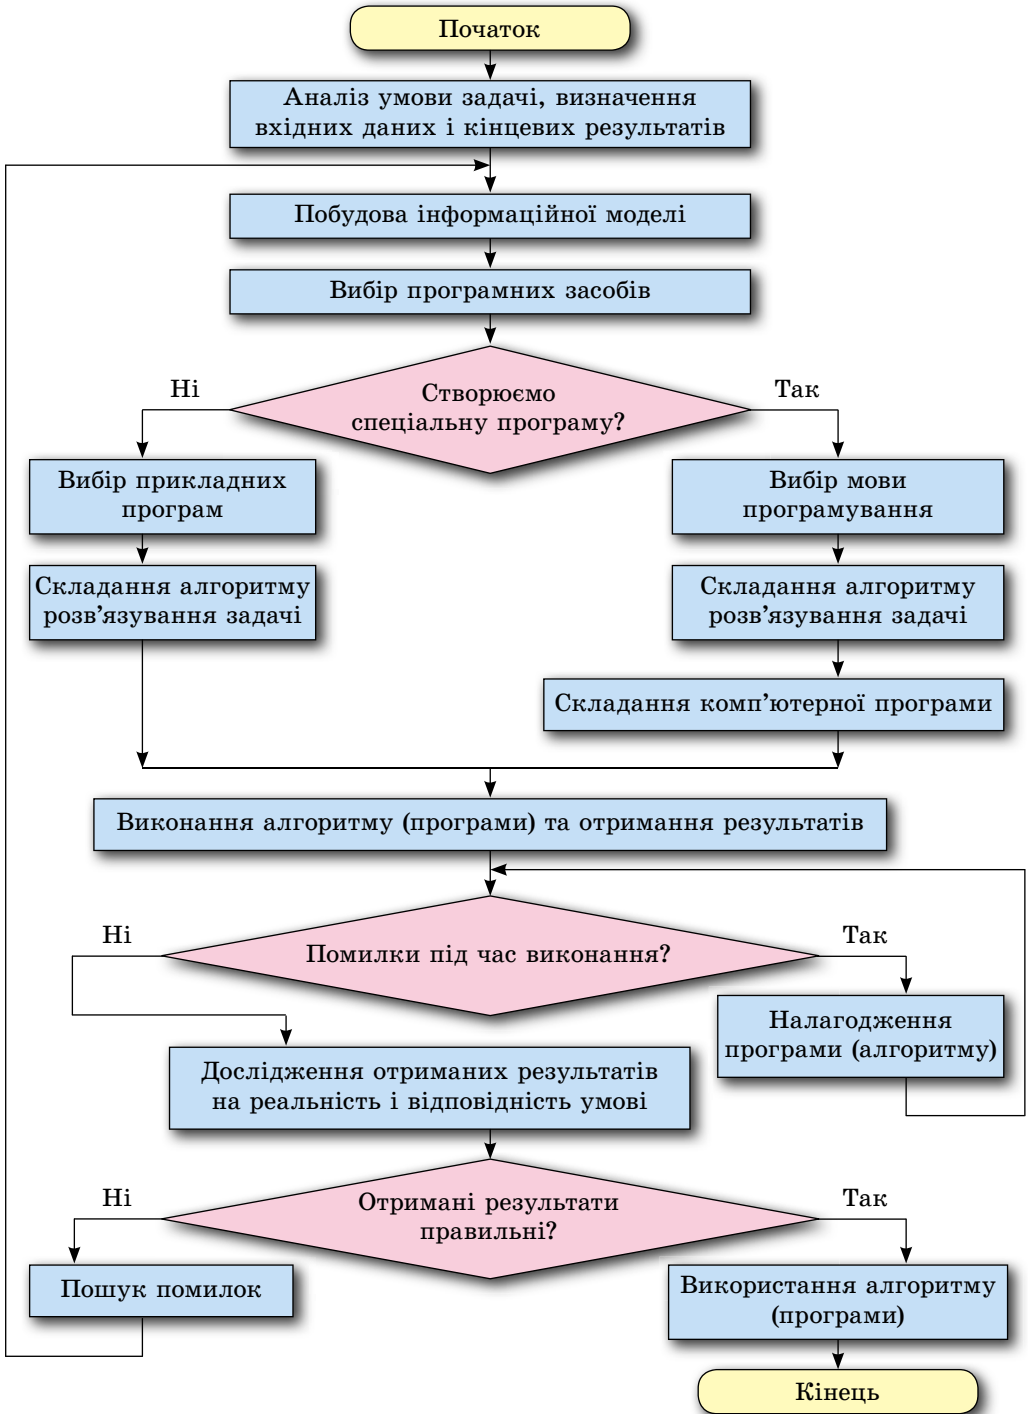 Початок
Аналіз умови задачі, визначення
вхідних даних і кінцевих результатів
Побудова інформаційної моделі
Вибір програмних засобів
Створюємо
спеціальну програму?
Ні
Так
Вибір прикладних
програм
Вибір мови
програмування
Складання алгоритму
розв'язування задачі
Складання алгоритму
розв'язування задачі
Складання комп'ютерної програми
Виконання алгоритму (програми) та отримання результатів
Помилки під час виконання?
Ні
Так
Налагодження
програми (алгоритму)
Дослідження отриманих результатів
на реальність і відповідність умові
Отримані результати
правильні?
Ні
Так
Пошук помилок
Використання алгоритму
(програми)
Кінець